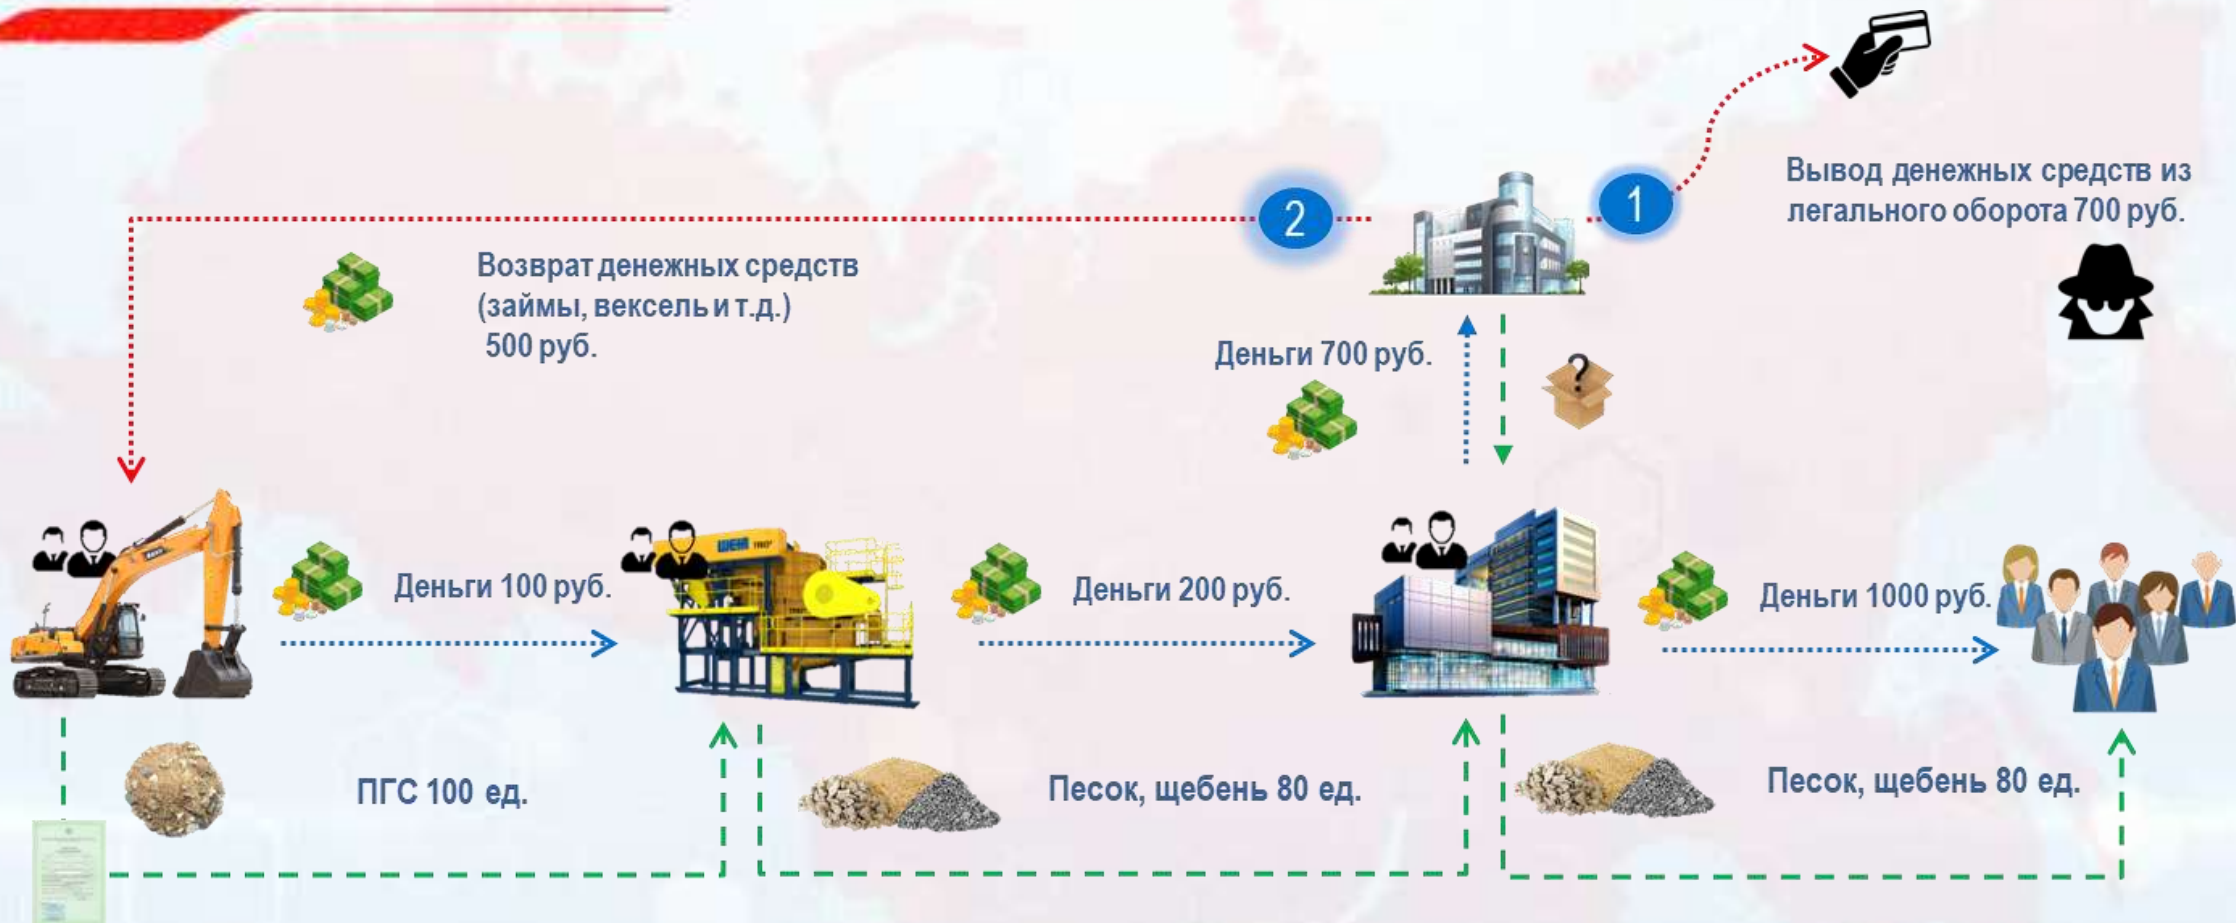 Вывод денежных средств из
легального оборота 700 руб.
2
1
Возврат денежных средств
(займы, вексель и т.д.)
500 руб.
Деньги 700 руб.
?
Деньги 100 руб.
WEIR
Деньги 200 руб.
Деньги 1000 руб.
ПГС 100 ед.
Песок, щебень 80 ед.
Песок, щебень 80 ед.